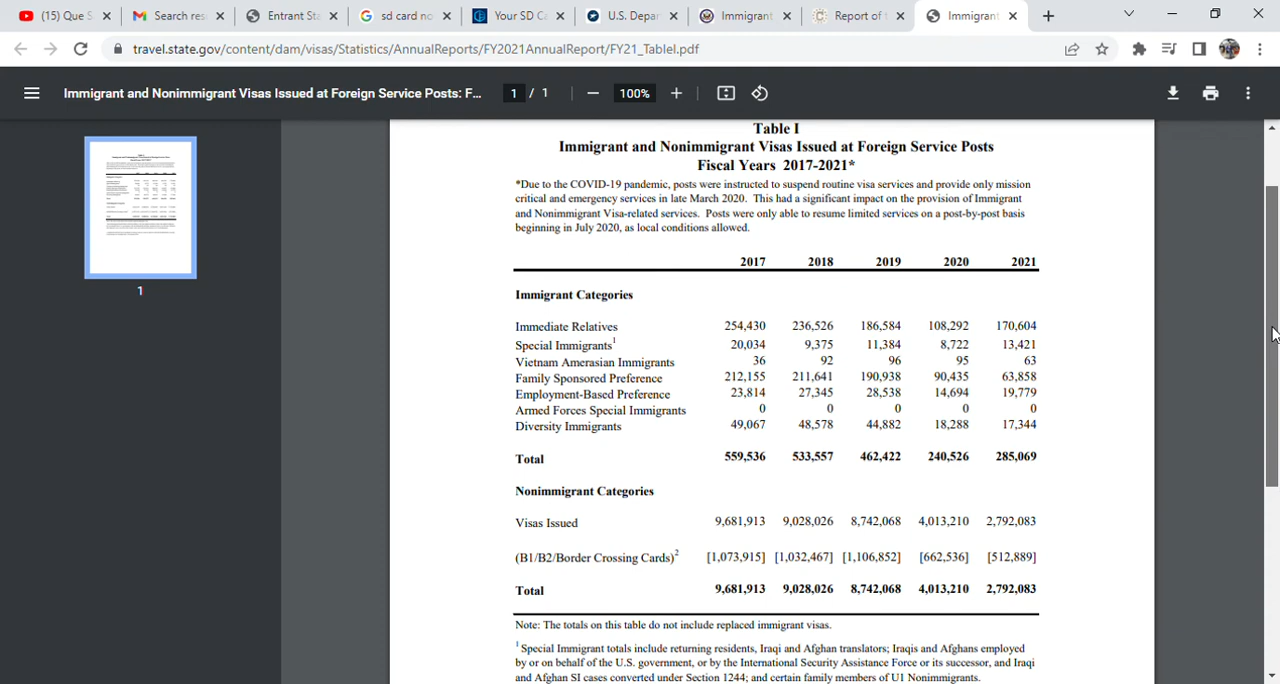 (15) Que S
Search res
Entrant Sta
sd card no
Your SD Ca
U.S. Depar
Immigrant
Report of t
Immigrant
travel.state.gov/content/dam/visas/Statistics/AnnualReports/FY2021AnnualReport/FY21_TableI.pdf
Immigrant and Nonimmigrant Visas Issued at Foreign Service Posts: F...
1 / 1
100%
1
Table I
Immigrant and Nonimmigrant Visas Issued at Foreign Service Posts
Fiscal Years 2017-2021*
*Due to the COVID-19 pandemic, posts were instructed to suspend routine visa services and provide only mission
critical and emergency services in late March 2020. This had a significant impact on the provision of Immigrant
and Nonimmigrant Visa-related services. Posts were only able to resume limited services on a post-by-post basis
beginning in July 2020, as local conditions allowed.
2017 2018 2019 2020 2021
Immigrant Categories
Immediate Relatives 254,430 236,526 186,584 108,292 170,604
Special Immigrants1 20,034 9,375 11,384 8,722 13,421
Vietnam Amerasian Immigrants 36 92 96 95 63
Family Sponsored Preference 212,155 211,641 190,938 90,435 63,858
Employment-Based Preference 23,814 27,345 28,538 14,694 19,779
Armed Forces Special Immigrants 0 0 0 0 0
Diversity Immigrants 49,067 48,578 44,882 18,288 17,344
Total 559,536 533,557 462,422 240,526 285,069
Nonimmigrant Categories
Visas Issued 9,681,913 9,028,026 8,742,068 4,013,210 2,792,083
(B1/B2/Border Crossing Cards)2 [1,073,915] [1,032,467] [1,106,852] [662,536] [512,889]
Total 9,681,913 9,028,026 8,742,068 4,013,210 2,792,083
Note: The totals on this table do not include replaced immigrant visas.
1 Special Immigrant totals include returning residents, Iraqi and Afghan translators; Iraqis and Afghans employed
by or on behalf of the U.S. government, or by the International Security Assistance Force or its successor, and Iraqi
and Afghan SI cases converted under Section 1244; and certain family members of U1 Nonimmigrants.